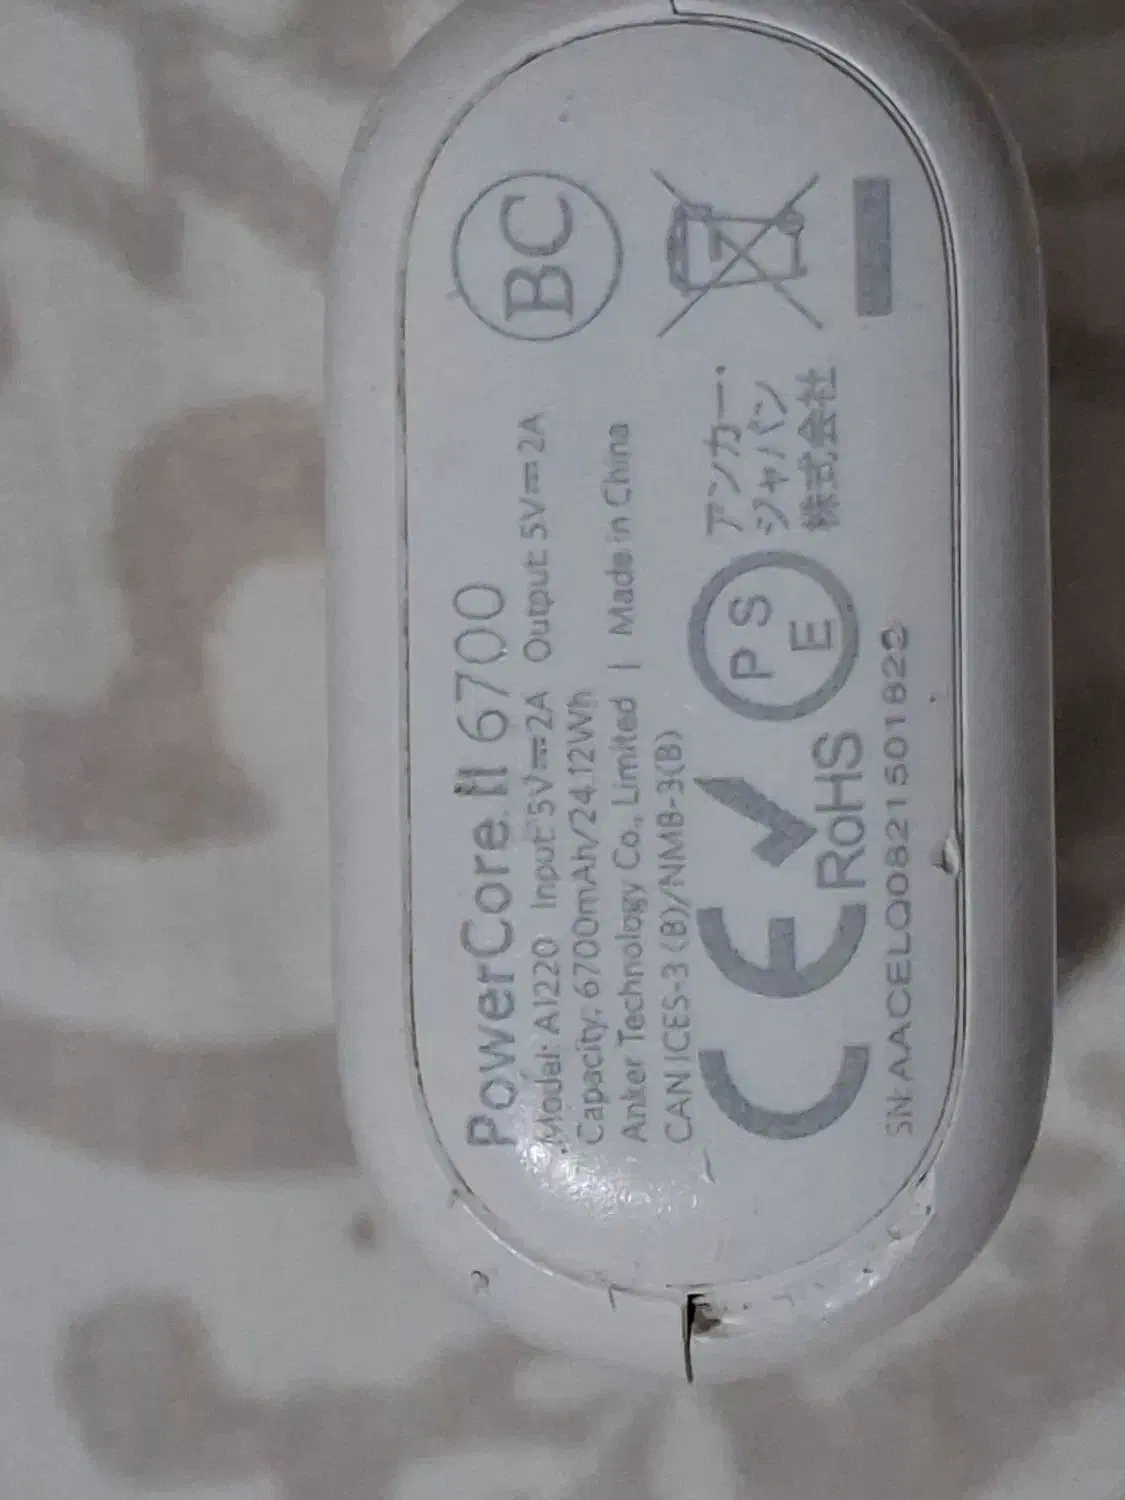 PowerCore II 6700
Model: A1220 Input: 5V⎓2A Output: 5V⎓2A
Capacity: 6700mAh/24.12Wh
Anker Technology Co., Limited | Made in China
CAN ICES-3 (B)/NMB-3(B)
BC
CE
RoHS
PSE
アンカー・
ジャパン
株式会社
SN:AACELQ0821501822